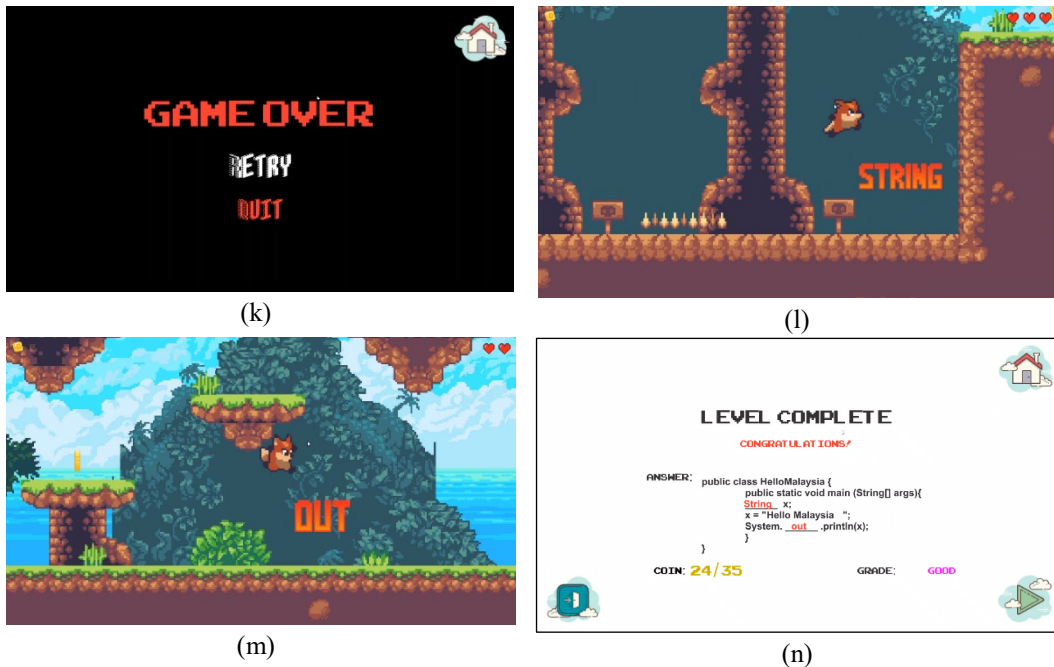 GAME OVER
RETRY
QUIT
(k)
STRING
(l)
OUT
(m)
LEVEL COMPLETE
CONGRATULATIONS!
ANSWER:
public class HelloMalaysia {
public static void main (String[] args){
String x;
x = "Hello Malaysia ";
System. out .println(x);
}
}
COIN: 24/35
GRADE: GOOD
(n)